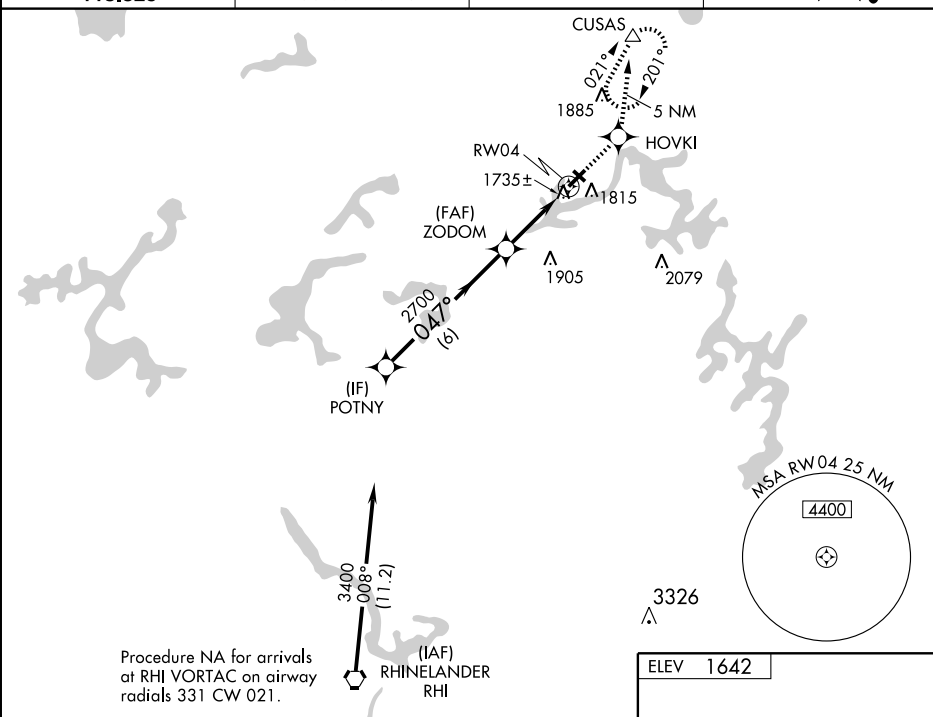 CUSAS
021°
201°
1885
5 NM
HOVKI
RW04
1735±
1815
(FAF)
ZODOM
1905
2079
2700
047°
(6)
(IF)
POTNY
MSA RW04 25 NM
4400
3400
008°
(11.2)
3326
(IAF)
RHINELANDER
RHI
Procedure NA for arrivals
at RHI VORTAC on airway
radials 331 CW 021.
ELEV 1642